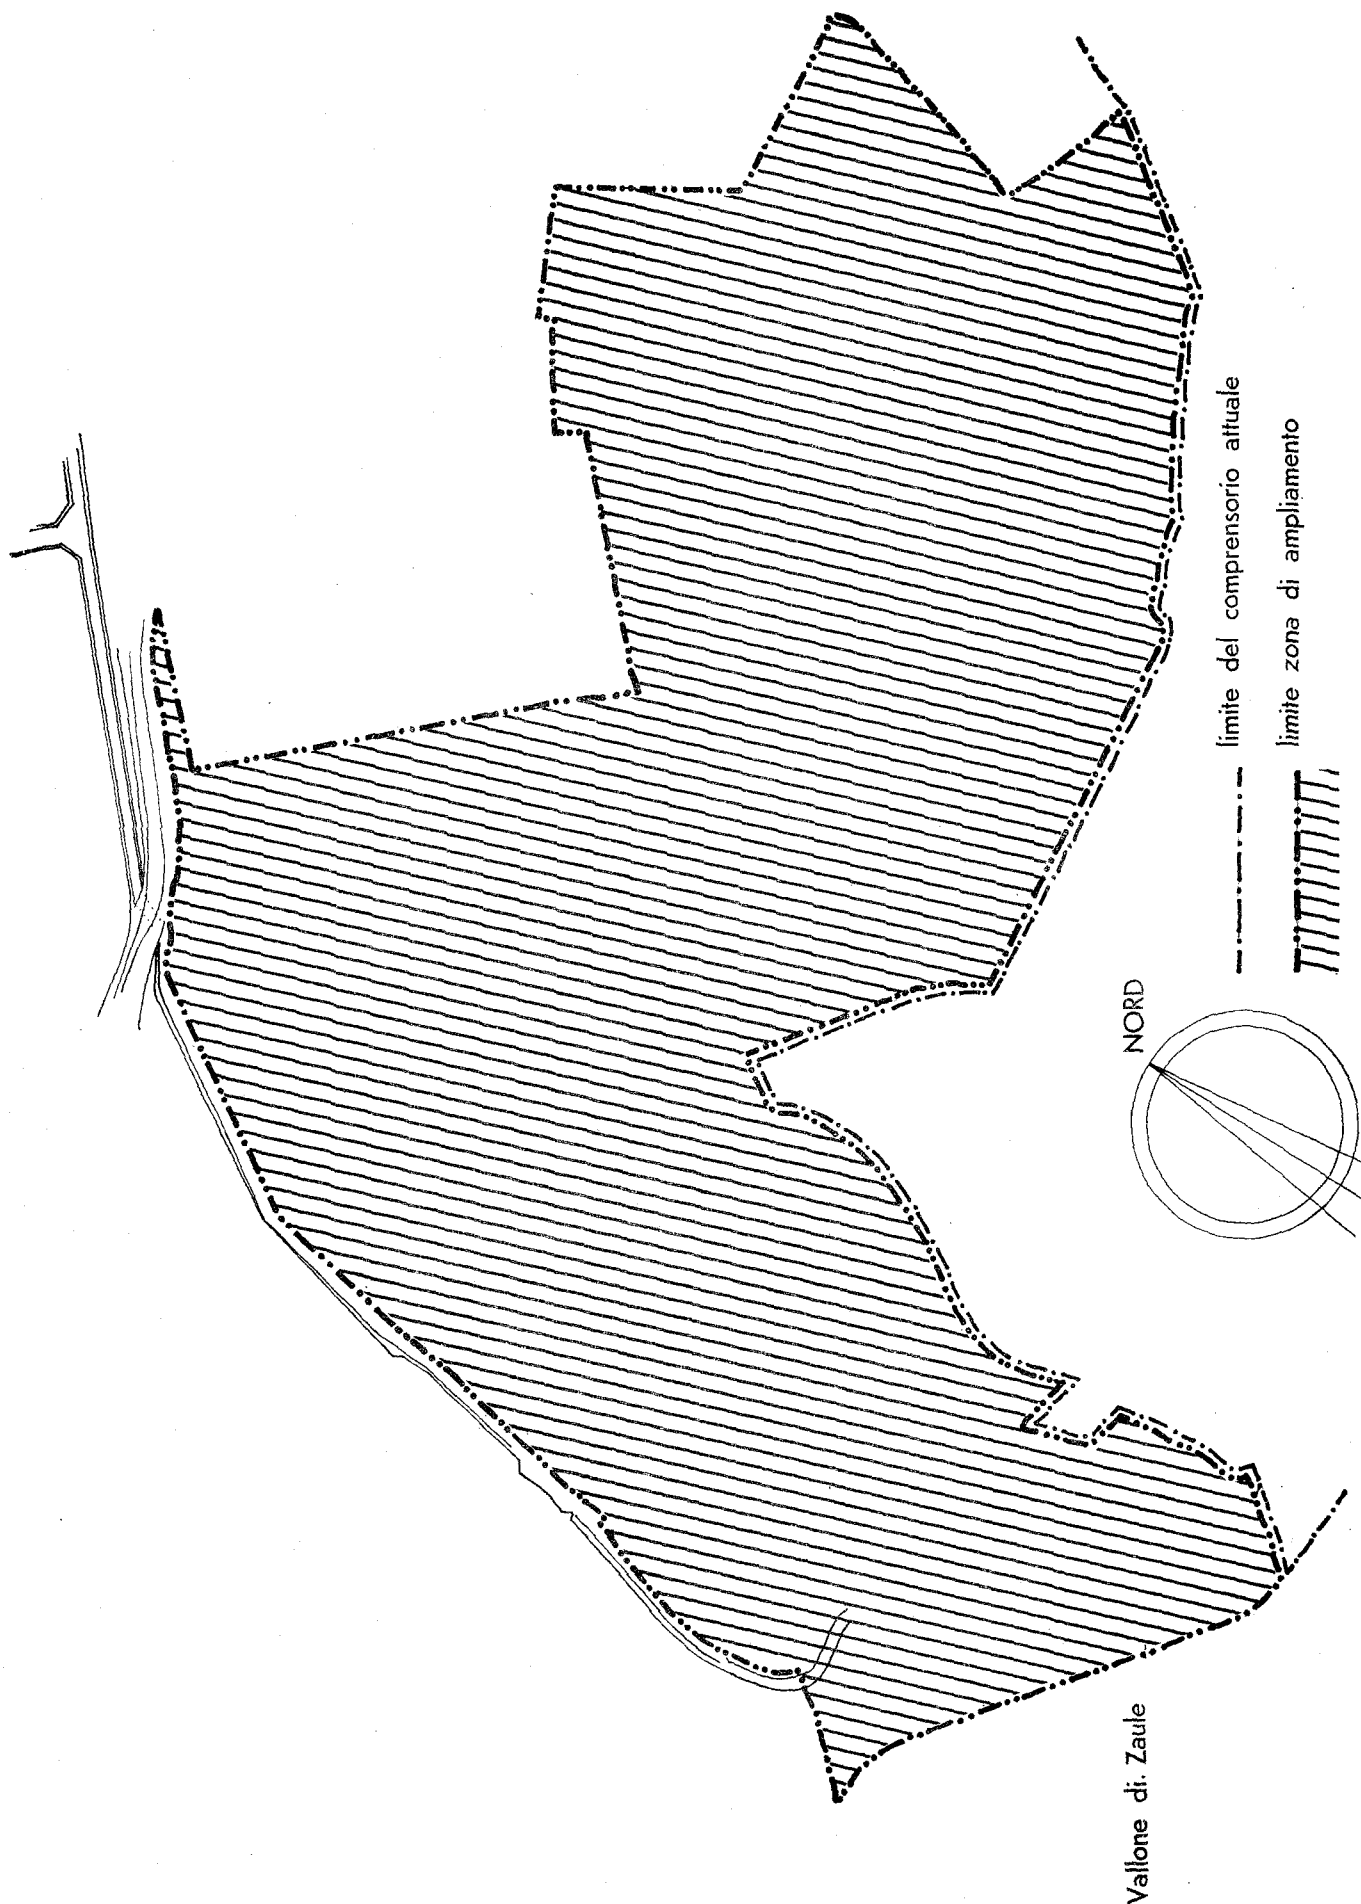 NORD
limite del comprensorio attuale
limite zona di ampliamento
Vallone di. Zaule